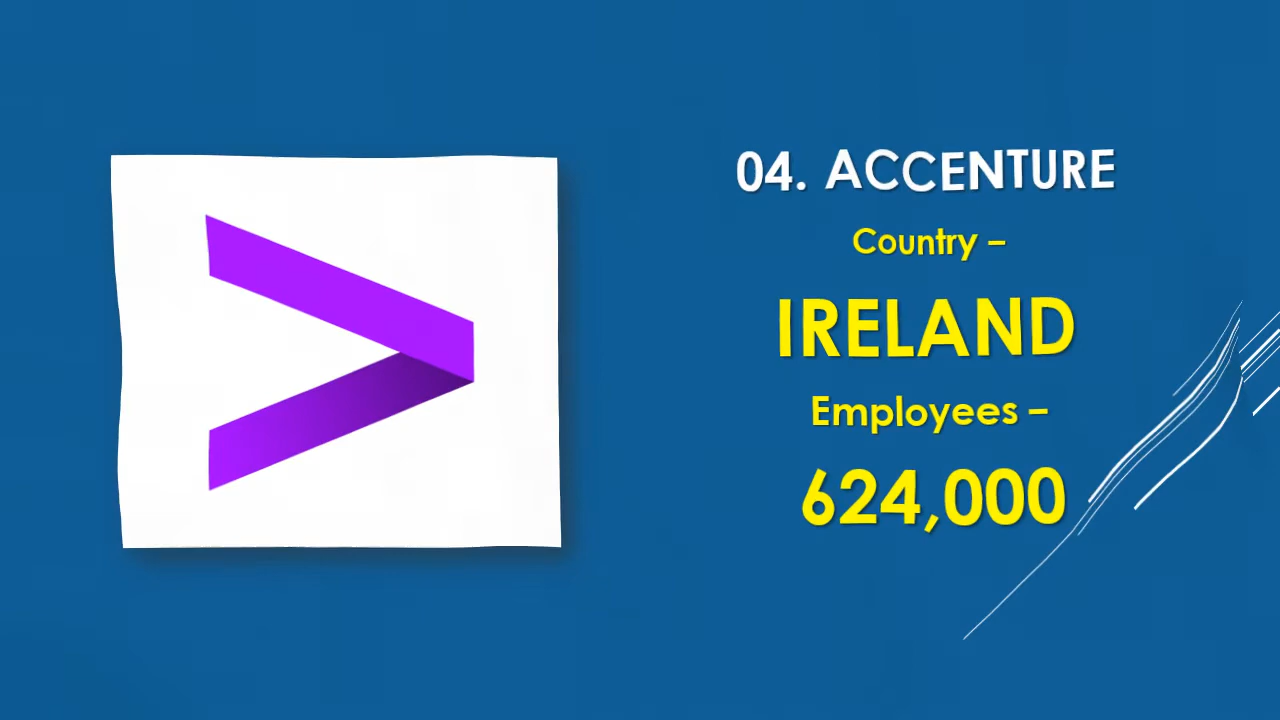 04. ACCENTURE
Country –
IRELAND
Employees –
624,000